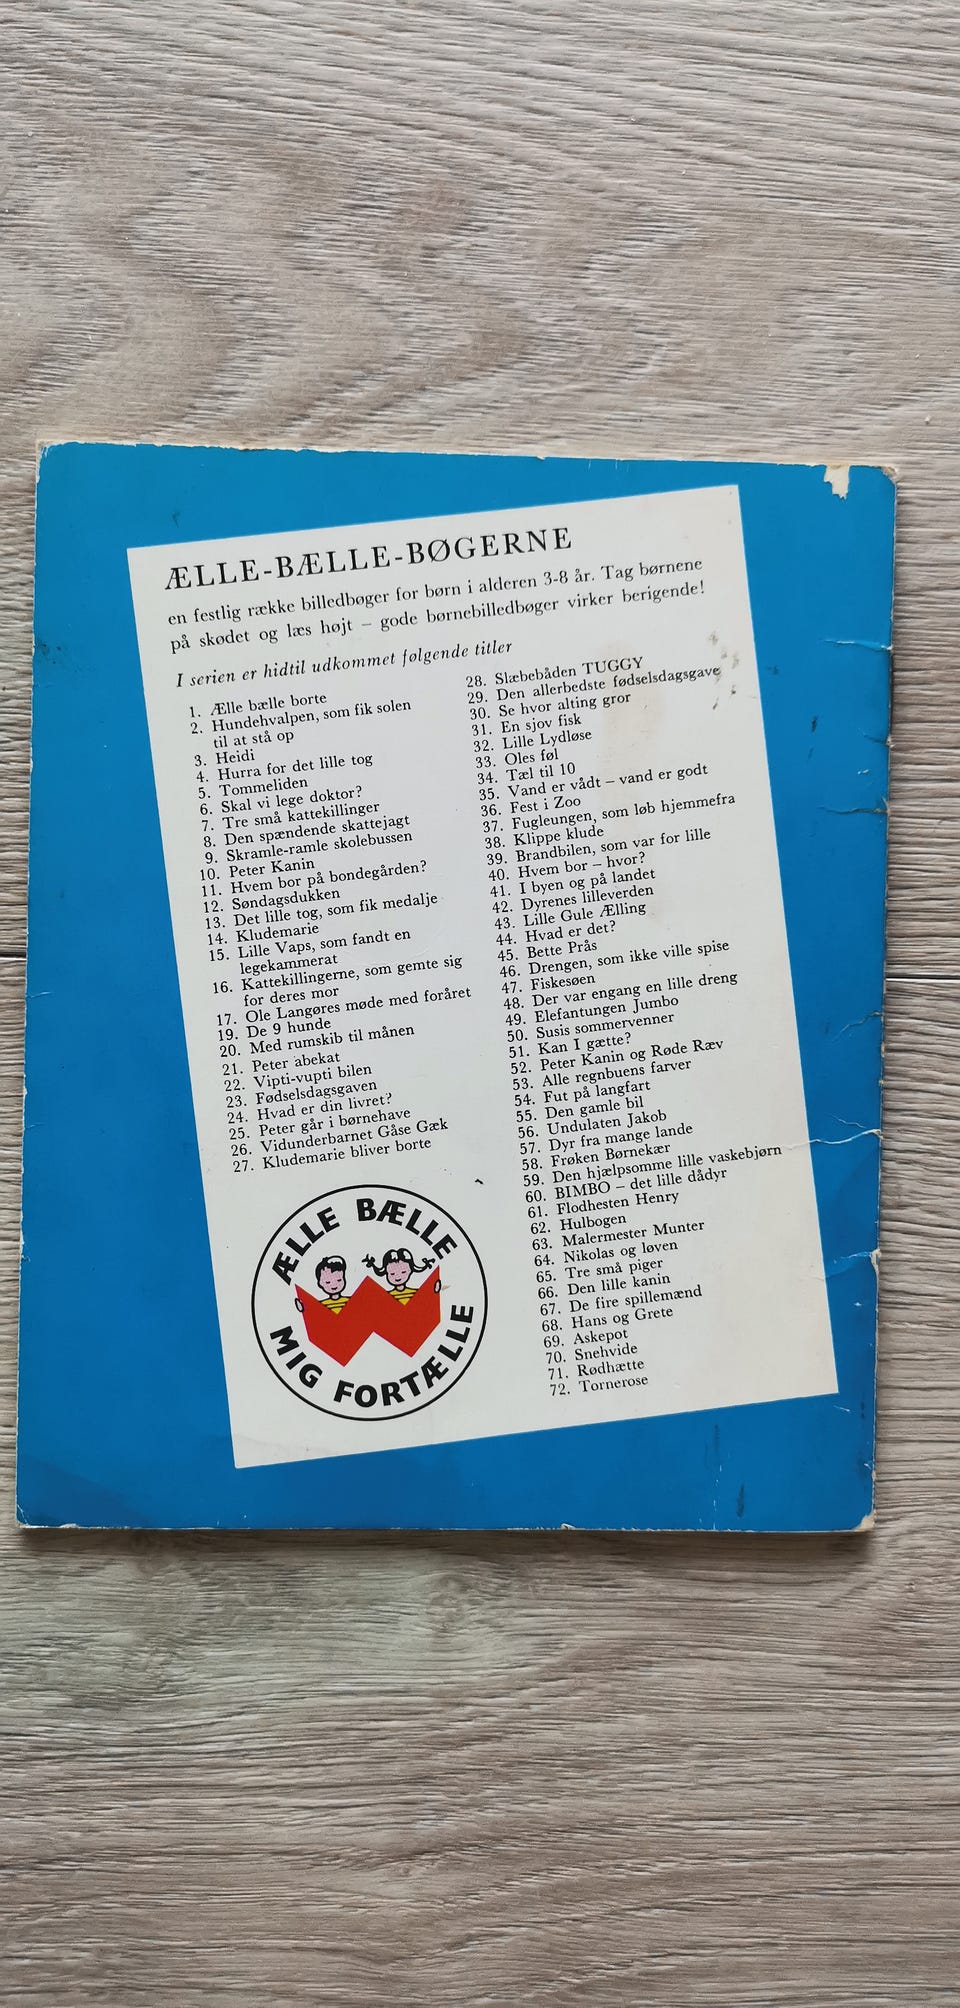 ÆLLE-BÆLLE-BØGERNE
en festlig række billedbøger for børn i alderen 3-8 år. Tag børnene
på skødet og læs højt – gode børnebilledbøger virker berigende!
I serien er hidtil udkommet følgende titler
1. Ælle bælle borte
2. Hundehvalpen, som fik solen
til at stå op
3. Heidi
4. Hurra for det lille tog
5. Tommeliden
6. Skal vi lege doktor?
7. Tre små kattekillinger
8. Den spændende skattejagt
9. Skramle-ramle skolebussen
10. Peter Kanin
11. Hvem bor på bondegården?
12. Søndagsdukken
13. Det lille tog, som fik medalje
14. Kludemarie
15. Lille Vaps, som fandt en
legekammerat
16. Kattekillingerne, som gemte sig
for deres mor
17. Ole Langøres møde med foråret
19. De 9 hunde
20. Med rumskib til månen
21. Peter abekat
22. Vipti-vupti bilen
23. Fødselsdagsgaven
24. Hvad er din livret?
25. Peter går i børnehave
26. Vidunderbarnet Gåse Gæk
27. Kludemarie bliver borte
28. Slæbebåden TUGGY
29. Den allerbedste fødselsdagsgave
30. Se hvor alting gror
31. En sjov fisk
32. Lille Lydløse
33. Oles føl
34. Tæl til 10
35. Vand er vådt – vand er godt
36. Fest i Zoo
37. Fugleungen, som løb hjemmefra
38. Klippe klude
39. Brandbilen, som var for lille
40. Hvem bor – hvor?
41. I byen og på landet
42. Dyrenes lilleverden
43. Lille Gule Ælling
44. Hvad er det?
45. Bette Prås
46. Drengen, som ikke ville spise
47. Fiskesøen
48. Der var engang en lille dreng
49. Elefantungen Jumbo
50. Susis sommervenner
51. Kan I gætte?
52. Peter Kanin og Røde Ræv
53. Alle regnbuens farver
54. Fut på langfart
55. Den gamle bil
56. Undulaten Jakob
57. Dyr fra mange lande
58. Frøken Børnekær
59. Den hjælpsomme lille vaskebjørn
60. BIMBO – det lille dådyr
61. Flodhesten Henry
62. Hulbogen
63. Malermester Munter
64. Nikolas og løven
65. Tre små piger
66. Den lille kanin
67. De fire spillemænd
68. Hans og Grete
69. Askepot
70. Snehvide
71. Rødhætte
72. Tornerose
ÆLLE BÆLLE
MIG FORTÆLLE